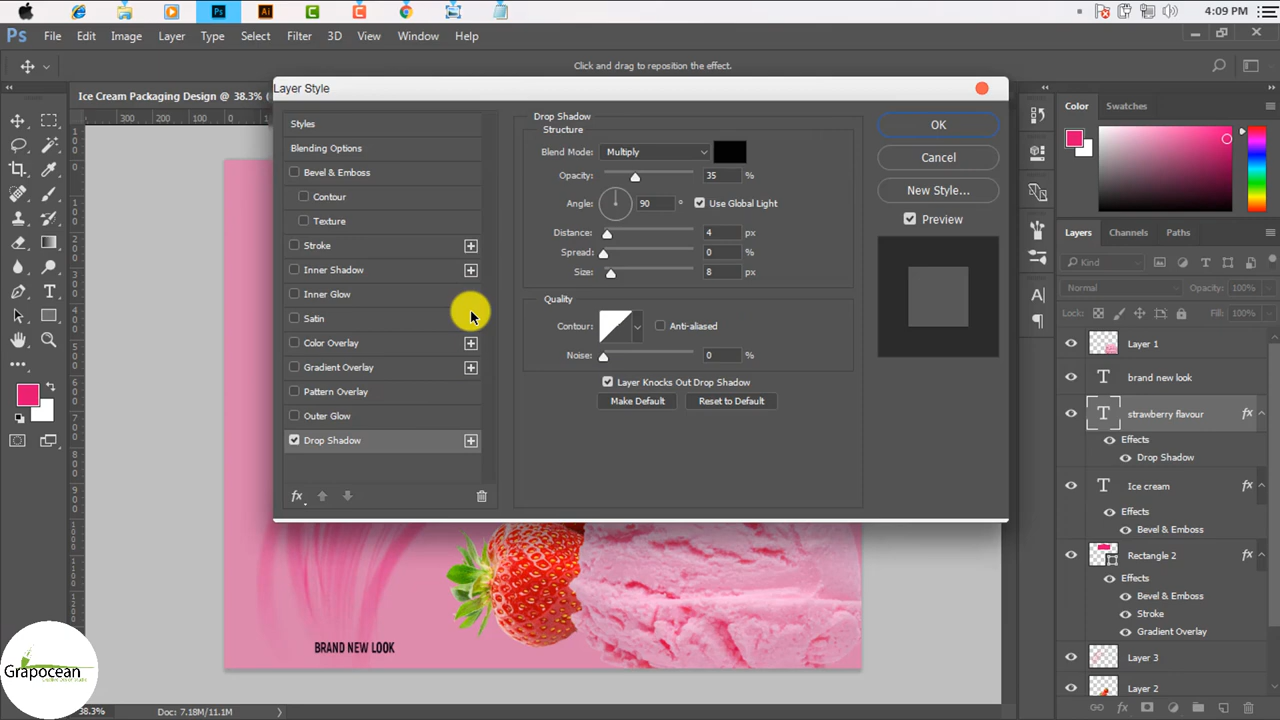 4:09 PM
Ps File Edit Image Layer Type Select Filter 3D View Window Help
Click and drag to reposition the effect.
Ice Cream Packaging Design @ 38.3% (
Layer Style
Styles
Blending Options
Bevel & Emboss
Contour
Texture
Stroke
Inner Shadow
Inner Glow
Satin
Color Overlay
Gradient Overlay
Pattern Overlay
Outer Glow
Drop Shadow
fx
Drop Shadow
Structure
Blend Mode: Multiply
Opacity: 35 %
Angle: 90 ° Use Global Light
Distance: 4 px
Spread: 0 %
Size: 8 px
Quality
Contour: Anti-aliased
Noise: 0 %
Layer Knocks Out Drop Shadow
Make Default Reset to Default
OK
Cancel
New Style...
Preview
Color Swatches
Layers Channels Paths
Kind
Normal Opacity: 100%
Lock: Fill: 100%
Layer 1
brand new look
strawberry flavour fx
Effects
Drop Shadow
Ice cream fx
Effects
Bevel & Emboss
Rectangle 2 fx
Effects
Bevel & Emboss
Stroke
Gradient Overlay
Layer 3
Layer 2
BRAND NEW LOOK
Grapocean
38.3% Doc: 7.18M/11.1M